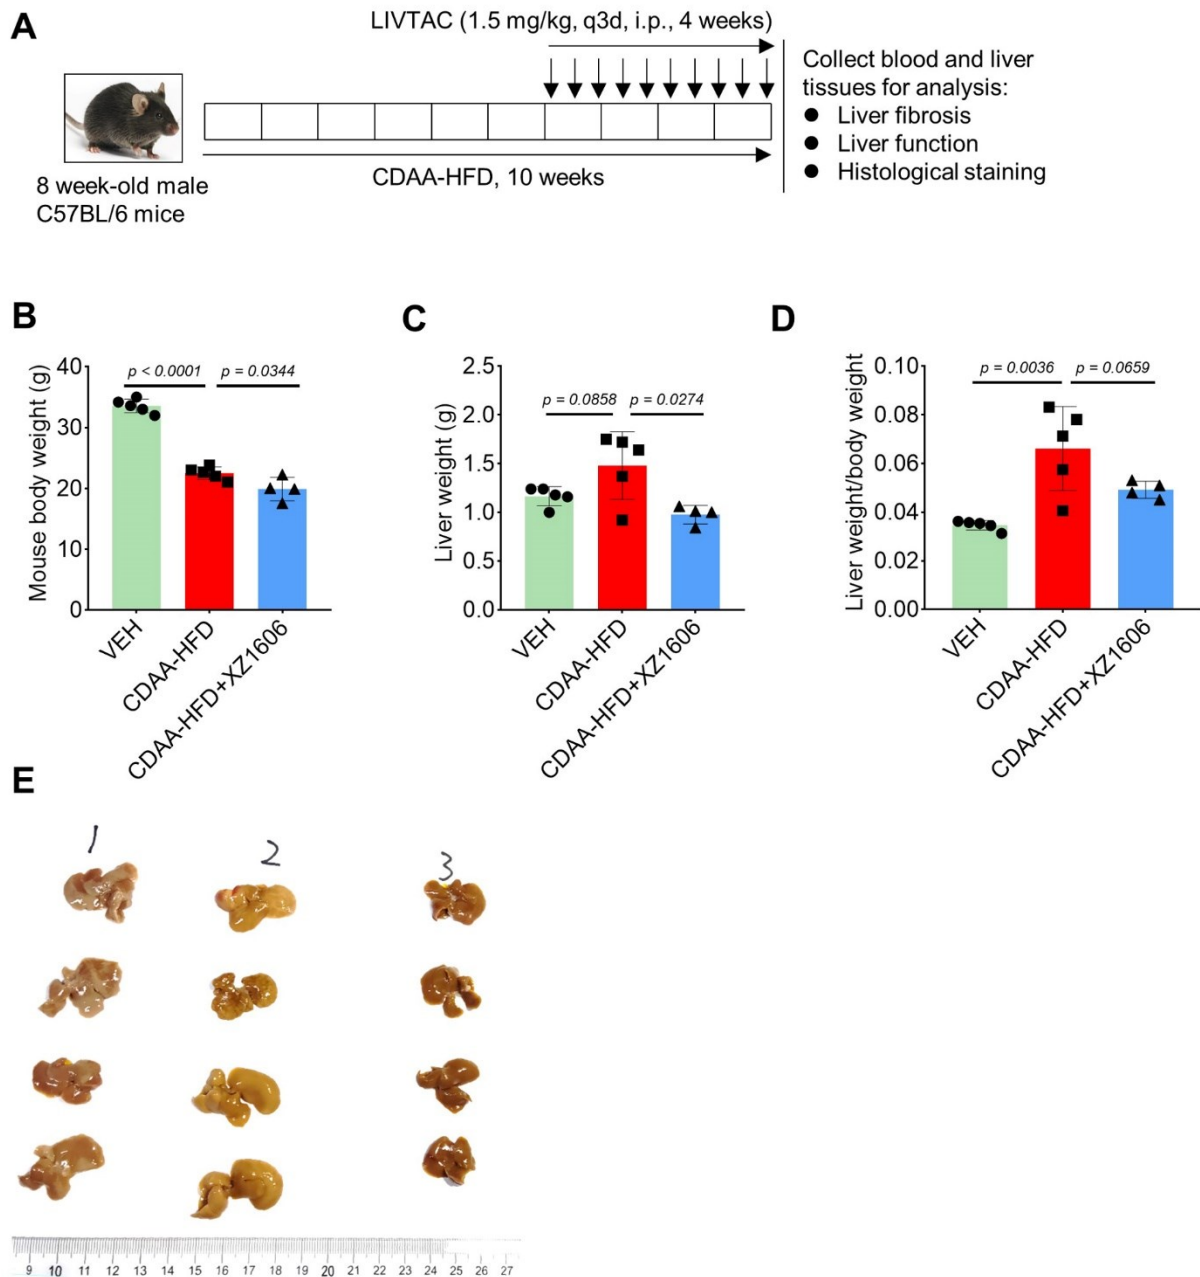 A
LIVTAC (1.5 mg/kg, q3d, i.p., 4 weeks)
CDAA-HFD, 10 weeks
8 week-old male
C57BL/6 mice
Collect blood and liver
tissues for analysis:
● Liver fibrosis
● Liver function
● Histological staining
B
Mouse body weight (g)
40
30
20
10
0
p < 0.0001
p = 0.0344
VEH
CDAA-HFD
CDAA-HFD+XZ1606
C
Liver weight (g)
2.5
2.0
1.5
1.0
0.5
0.0
p = 0.0858
p = 0.0274
VEH
CDAA-HFD
CDAA-HFD+XZ1606
D
Liver weight/body weight
0.10
0.08
0.06
0.04
0.02
0.00
p = 0.0036
p = 0.0659
VEH
CDAA-HFD
CDAA-HFD+XZ1606
E
1 2 3
9 10 11 12 13 14 15 16 17 18 19 20 21 22 23 24 25 26 27